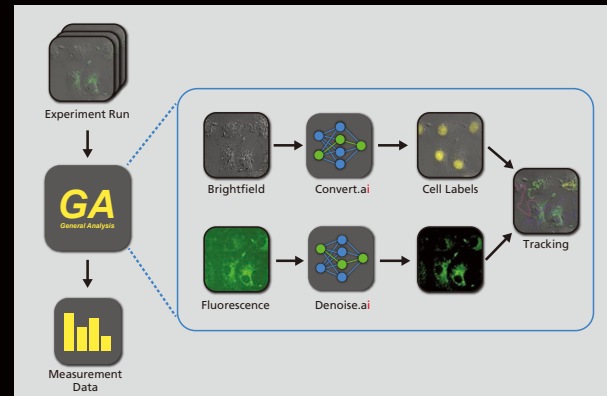 Experiment Run
GA
General Analysis
Measurement
Data
Brightfield
Convert.ai
Cell Labels
Fluorescence
Denoise.ai
Tracking